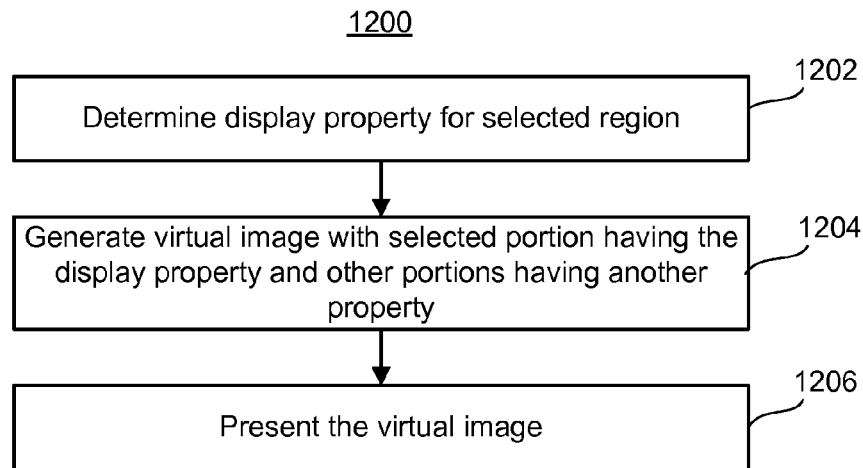 1200
1202
Determine display property for selected region
1204
Generate virtual image with selected portion having the
display property and other portions having another
property
1206
Present the virtual image